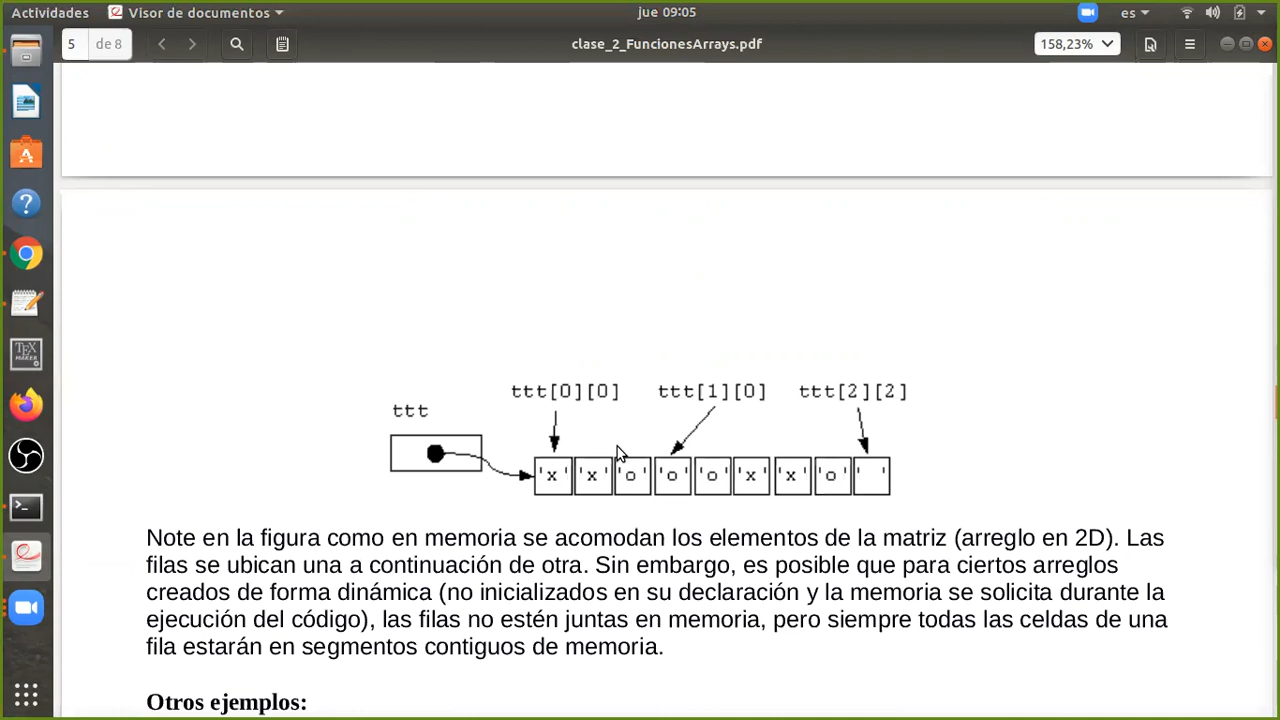 Actividades Visor de documentos jue 09:05 es
5 de 8 clase_2_FuncionesArrays.pdf 158,23%
ttt[0][0] ttt[1][0] ttt[2][2]
ttt
'x' 'x' 'o' 'o' 'o' 'x' 'x' 'o' ' '
Note en la figura como en memoria se acomodan los elementos de la matriz (arreglo en 2D). Las
filas se ubican una a continuación de otra. Sin embargo, es posible que para ciertos arreglos
creados de forma dinámica (no inicializados en su declaración y la memoria se solicita durante la
ejecución del código), las filas no estén juntas en memoria, pero siempre todas las celdas de una
fila estarán en segmentos contiguos de memoria.
Otros ejemplos:
TEX
MAKER